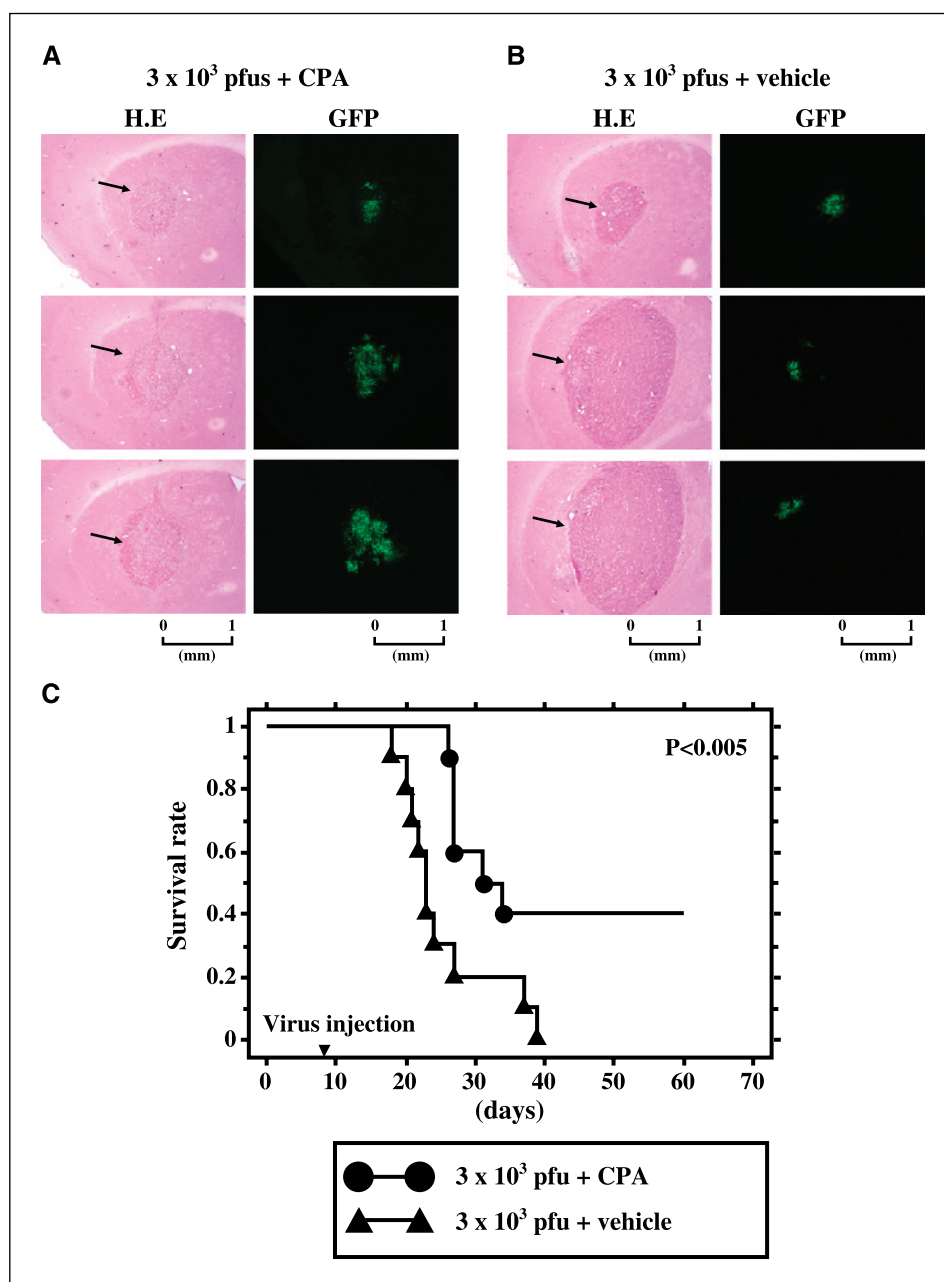 A
3 x 10³ pfus + CPA
H.E GFP
0 1
(mm)
0 1
(mm)
B
3 x 10³ pfus + vehicle
H.E GFP
0 1
(mm)
0 1
(mm)
C
P<0.005
Survival rate
1
0.8
0.6
0.4
0.2
0
Virus injection
0 10 20 30 40 50 60 70
(days)
3 x 10³ pfu + CPA
3 x 10³ pfu + vehicle